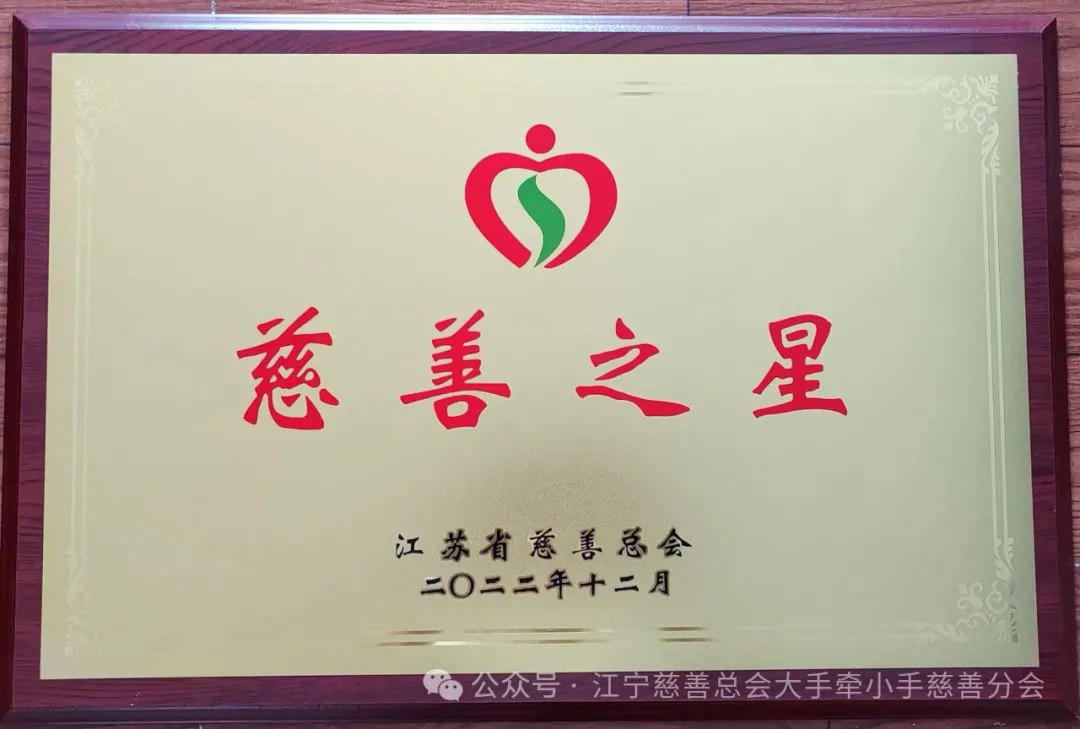 慈善之星
江苏省慈善总会
二〇二二年十二月
公众号·江宁慈善总会大手牵小手慈善分会